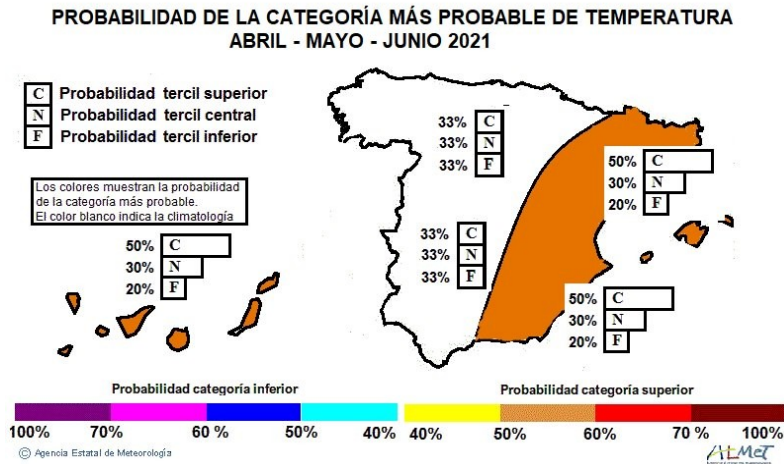 PROBABILIDAD DE LA CATEGORÍA MÁS PROBABLE DE TEMPERATURA
ABRIL - MAYO - JUNIO 2021
C Probabilidad tercil superior
N Probabilidad tercil central
F Probabilidad tercil inferior
Los colores muestran la probabilidad
de la categoría más probable.
El color blanco indica la climatología
33% C
33% N
33% F
50% C
30% N
20% F
50% C
30% N
20% F
33% C
33% N
33% F
50% C
30% N
20% F
Probabilidad categoría inferior
Probabilidad categoría superior
100% 70% 60 % 50% 40% 40% 50% 60% 70 % 100%
© Agencia Estatal de Meteorología
AEMeT